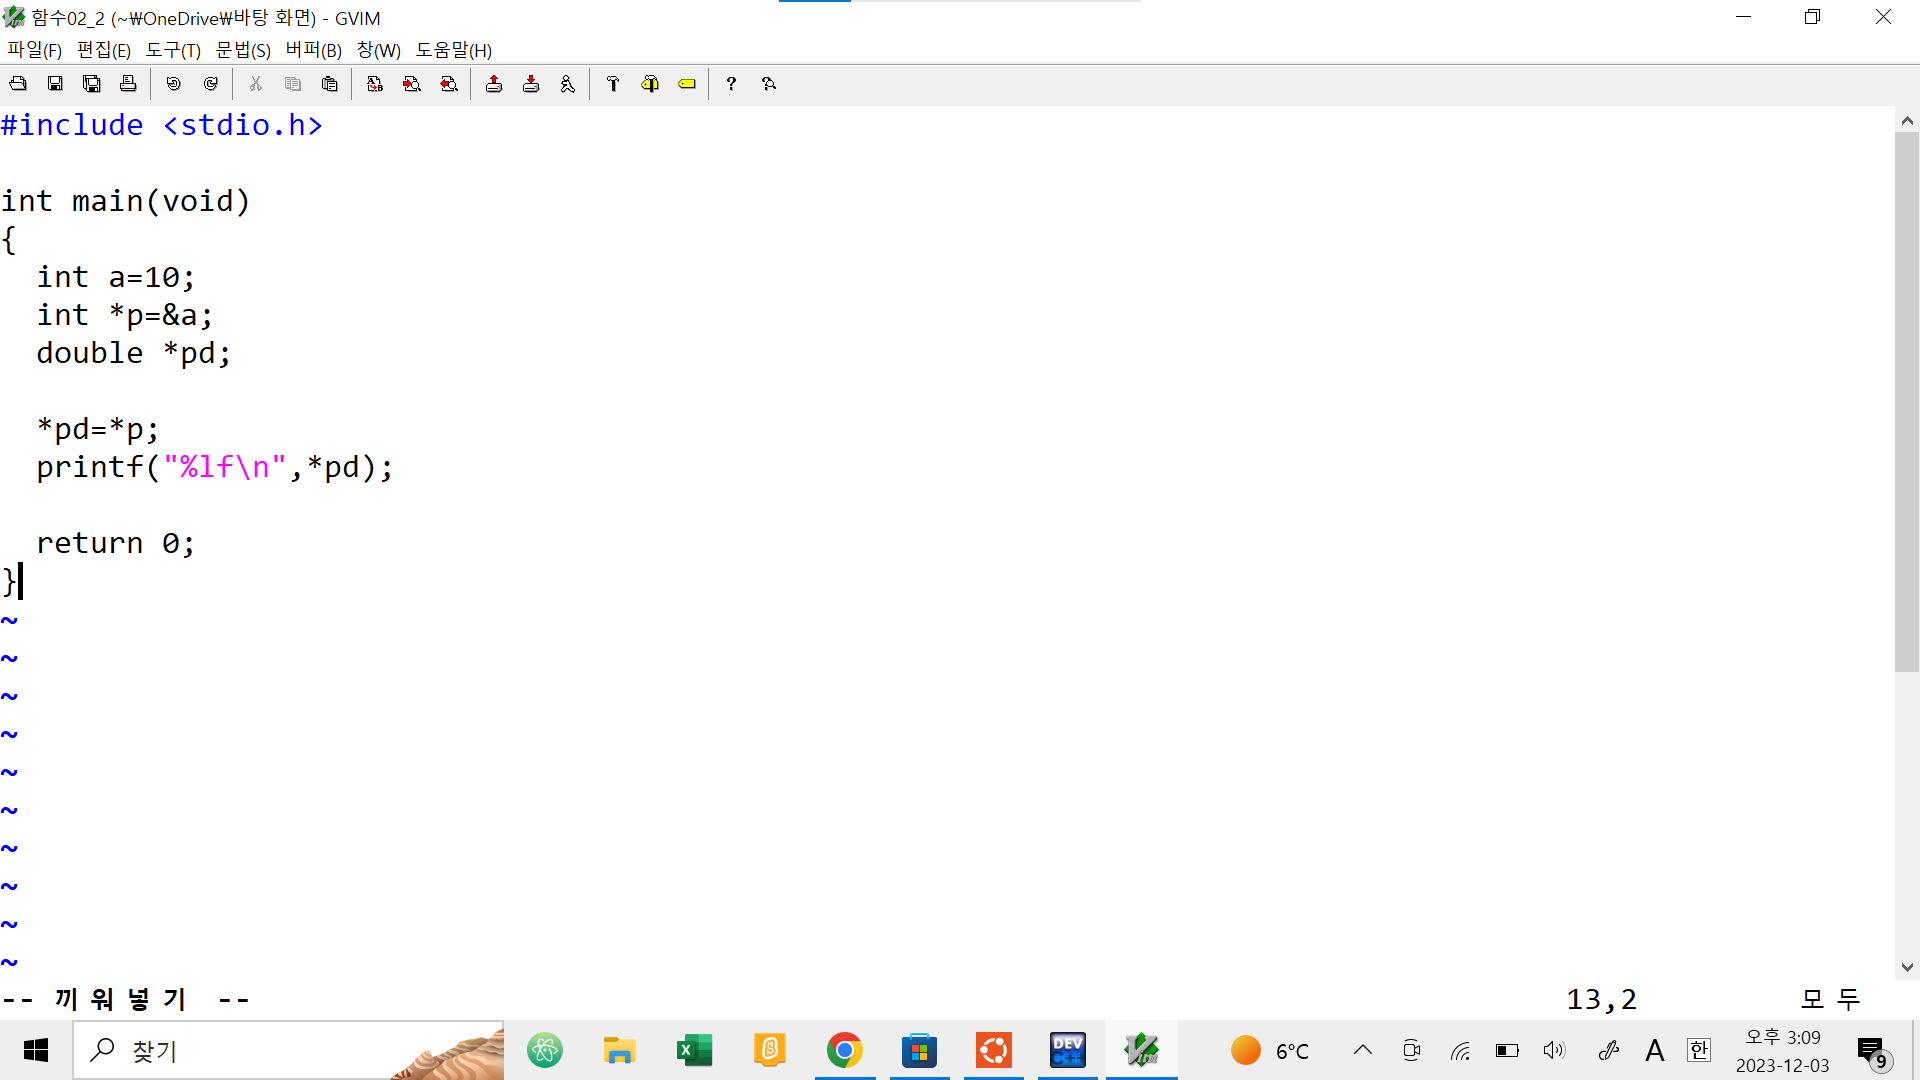 함수02_2 (~₩OneDrive₩바탕 화면) - GVIM
파일(F) 편집(E) 도구(T) 문법(S) 버퍼(B) 창(W) 도움말(H)
#include <stdio.h>
int main(void)
{
int a=10;
int *p=&a;
double *pd;
*pd=*p;
printf("%lf\n",*pd);
return 0;
}
~
~
~
~
~
~
~
~
~
~
-- 끼워넣기 -- 13,2 모두
찾기
DEV
C++
6°C
A
한
오후 3:09
2023-12-03
9